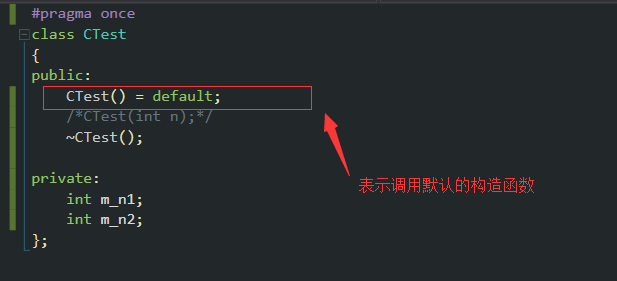 #pragma once
class CTest
{
public:
CTest() = default;
/*CTest(int n);*/
~CTest();
表示调用默认的构造函数
private:
int m_n1;
int m_n2;
};